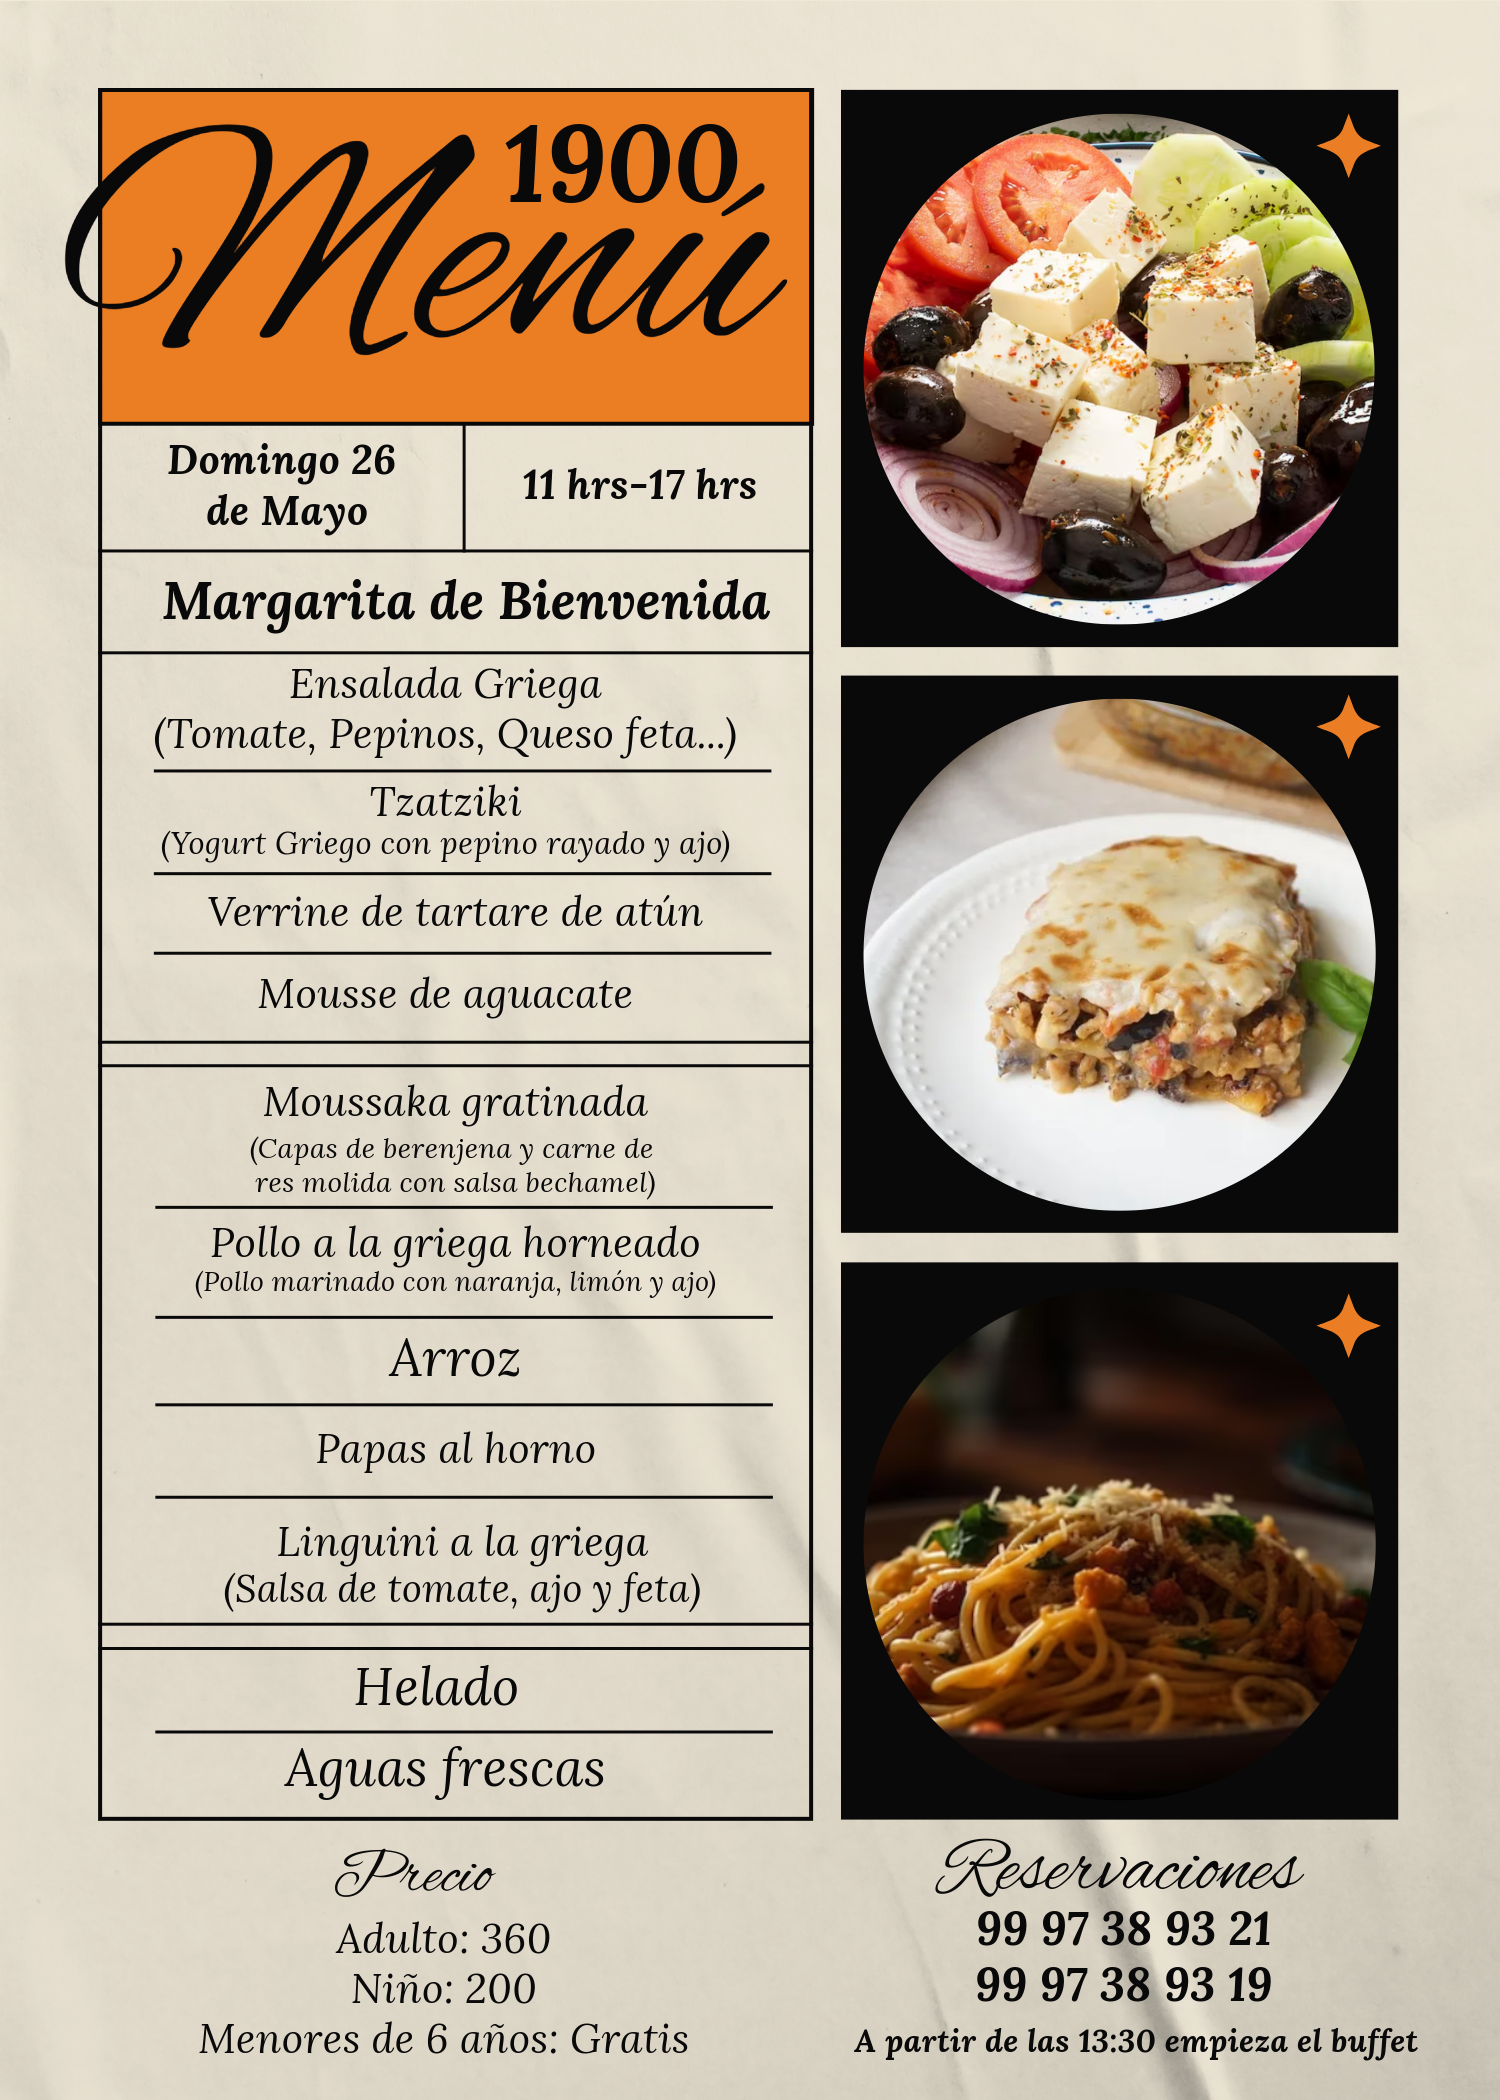 1900
Menú
Domingo 26
de Mayo
11 hrs-17 hrs
Margarita de Bienvenida
Ensalada Griega
(Tomate, Pepinos, Queso feta...)
Tzatziki
(Yogurt Griego con pepino rayado y ajo)
Verrine de tartare de atún
Mousse de aguacate
Moussaka gratinada
(Capas de berenjena y carne de
res molida con salsa bechamel)
Pollo a la griega horneado
(Pollo marinado con naranja, limón y ajo)
Arroz
Papas al horno
Linguini a la griega
(Salsa de tomate, ajo y feta)
Helado
Aguas frescas
Precio
Adulto: 360
Niño: 200
Menores de 6 años: Gratis
Reservaciones
99 97 38 93 21
99 97 38 93 19
A partir de las 13:30 empieza el buffet